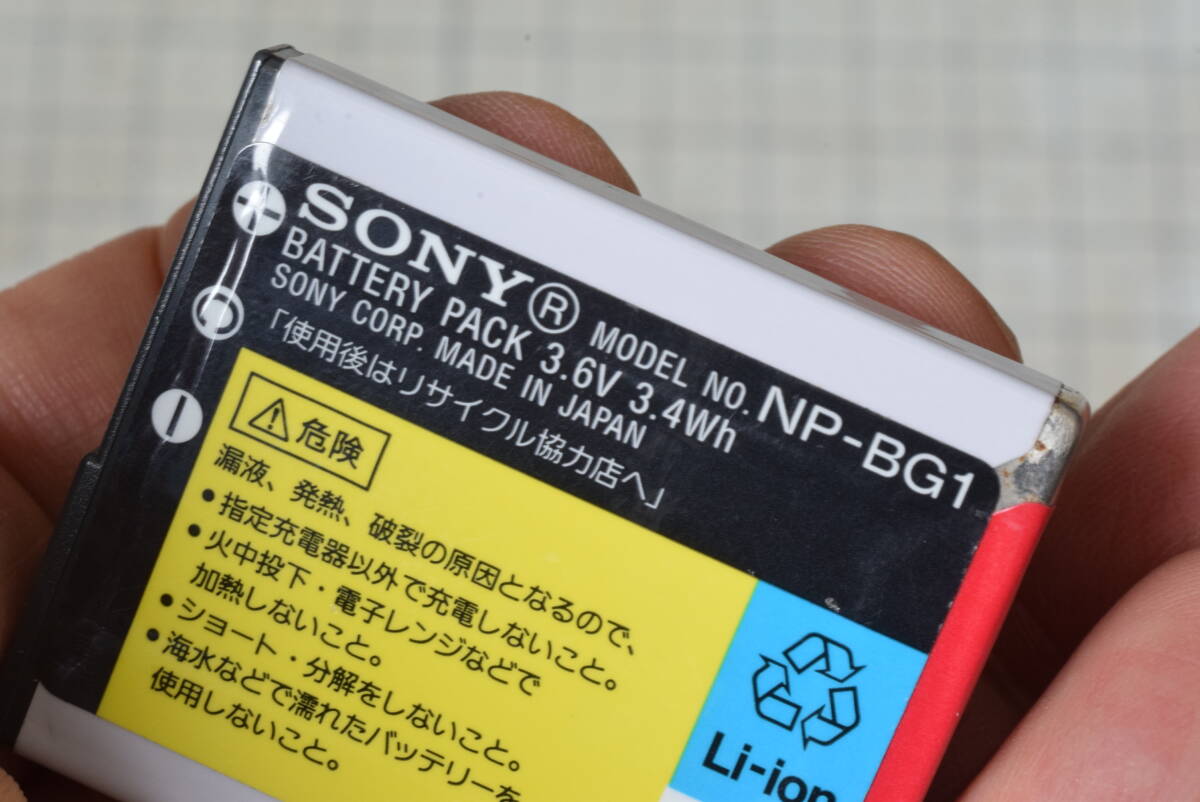 SONY® MODEL NO. NP-BG1
BATTERY PACK 3.6V 3.4Wh
SONY CORP. MADE IN JAPAN
「使用後はリサイクル協力店へ」
危険
漏液、発熱、破裂の原因となるので、
・指定充電器以外で充電しないこと。
・火中投下・電子レンジなどで
加熱しないこと。
・ショート・分解をしないこと。
・海水などで濡れたバッテリーを
使用しないこと。
Li-ion